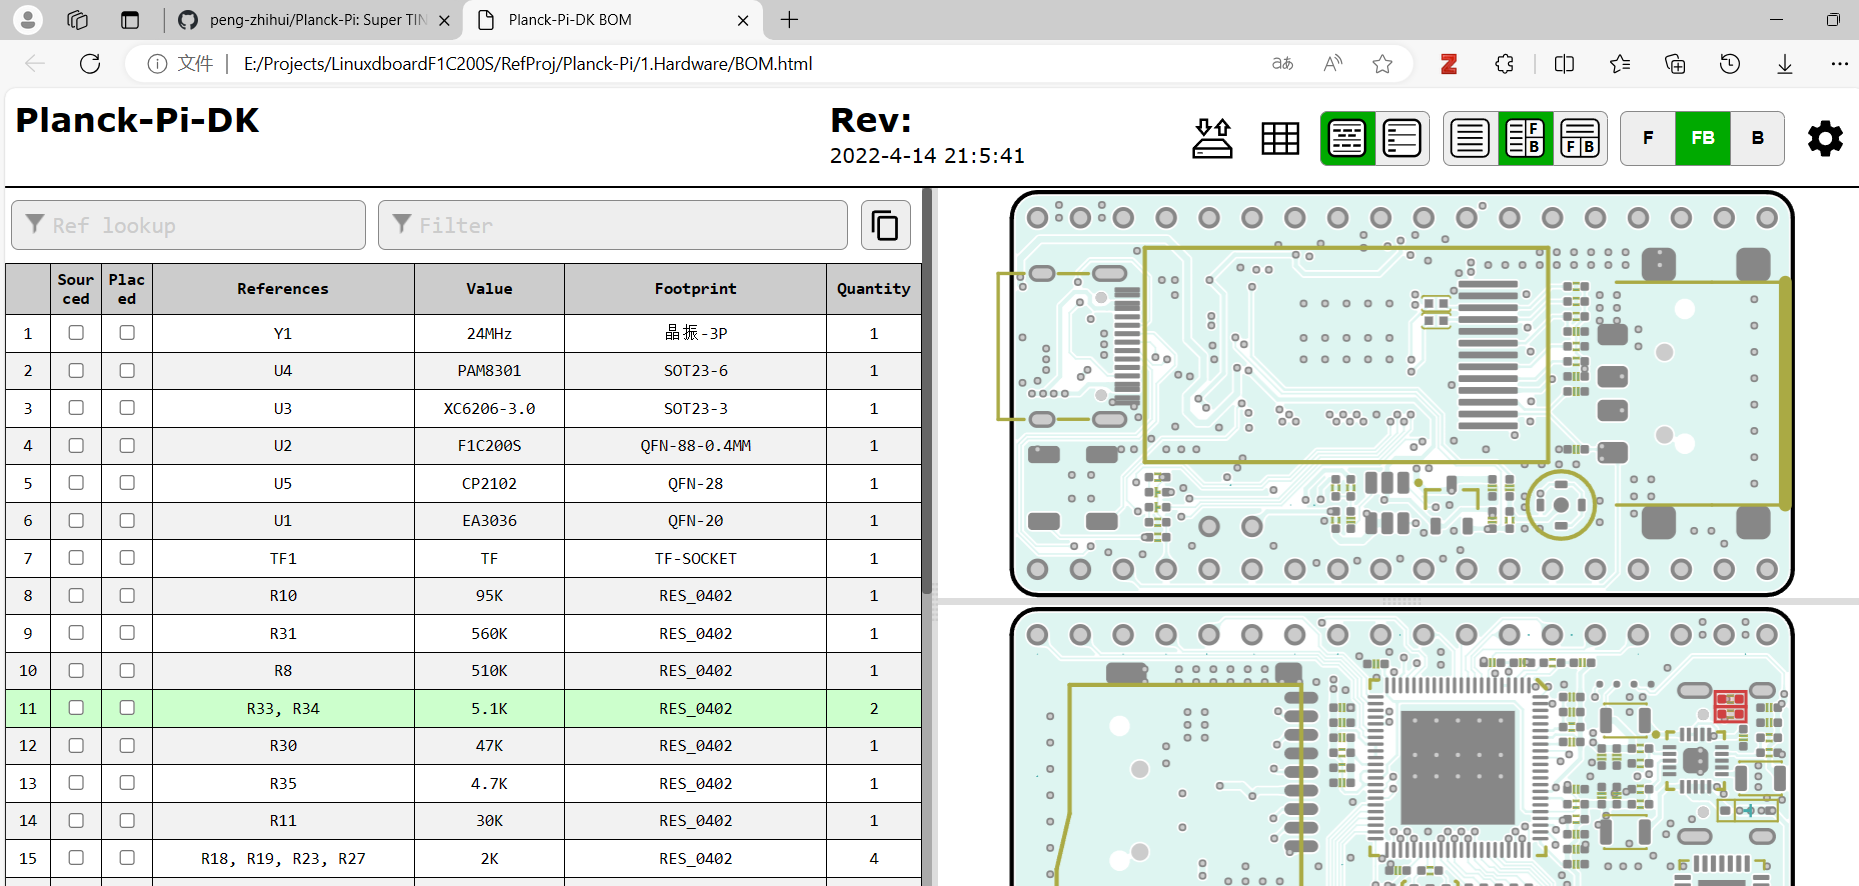 peng-zhihui/Planck-Pi: Super TIN
Planck-Pi-DK BOM
文件
E:/Projects/LinuxdboardF1C200S/RefProj/Planck-Pi/1.Hardware/BOM.html
aあ
Planck-Pi-DK
Rev:
2022-4-14 21:5:41
F B
F B
F FB B
Ref lookup
Filter
Sourced Placed References Value Footprint Quantity
1 Y1 24MHz 晶振-3P 1
2 U4 PAM8301 SOT23-6 1
3 U3 XC6206-3.0 SOT23-3 1
4 U2 F1C200S QFN-88-0.4MM 1
5 U5 CP2102 QFN-28 1
6 U1 EA3036 QFN-20 1
7 TF1 TF TF-SOCKET 1
8 R10 95K RES_0402 1
9 R31 560K RES_0402 1
10 R8 510K RES_0402 1
11 R33, R34 5.1K RES_0402 2
12 R30 47K RES_0402 1
13 R35 4.7K RES_0402 1
14 R11 30K RES_0402 1
15 R18, R19, R23, R27 2K RES_0402 4